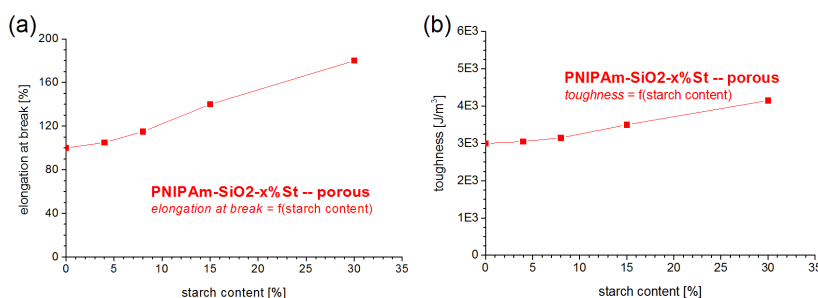 (a)
200
160
120
80
40
0
elongation at break [%]
PNIPAm-SiO2-x%St -- porous
elongation at break = f(starch content)
0 5 10 15 20 25 30 35
starch content [%]
(b)
6E3
5E3
4E3
3E3
2E3
1E3
0
toughness [J/m³]
PNIPAm-SiO2-x%St -- porous
toughness = f(starch content)
0 5 10 15 20 25 30 35
starch content [%]